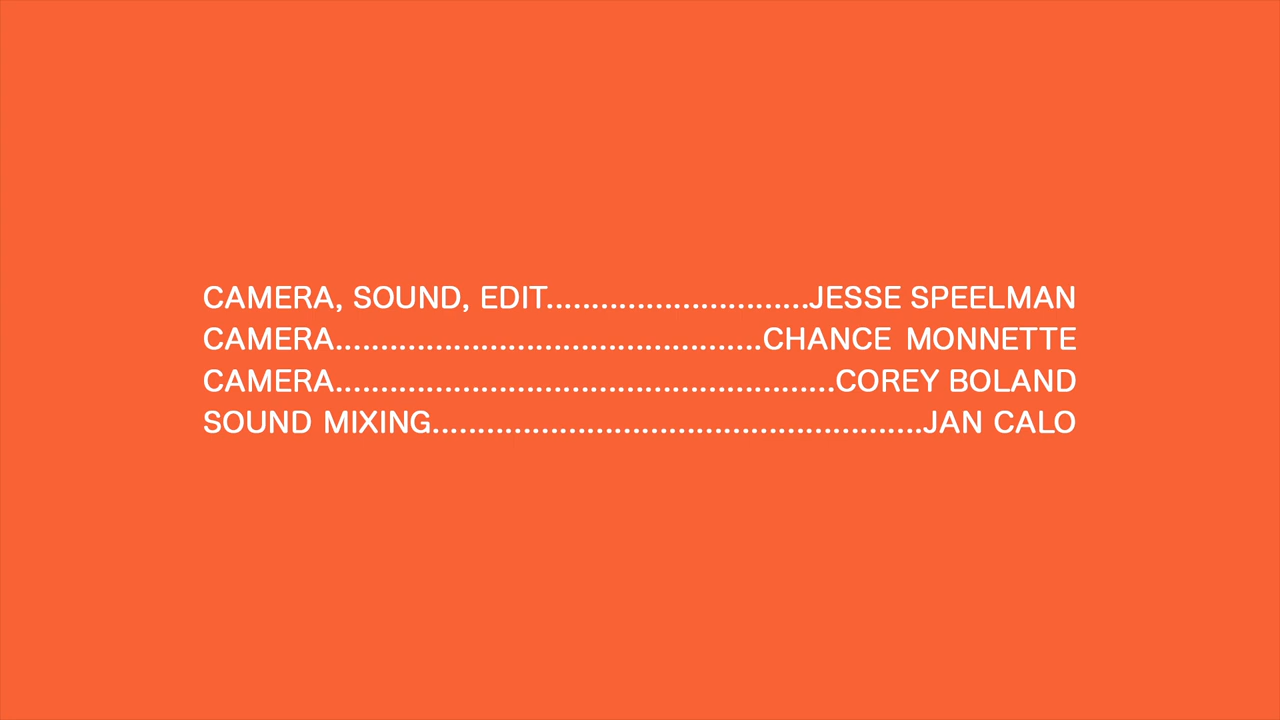 CAMERA, SOUND, EDIT.............................JESSE SPEELMAN
CAMERA...............................................CHANCE MONNETTE
CAMERA.......................................................COREY BOLAND
SOUND MIXING......................................................JAN CALO